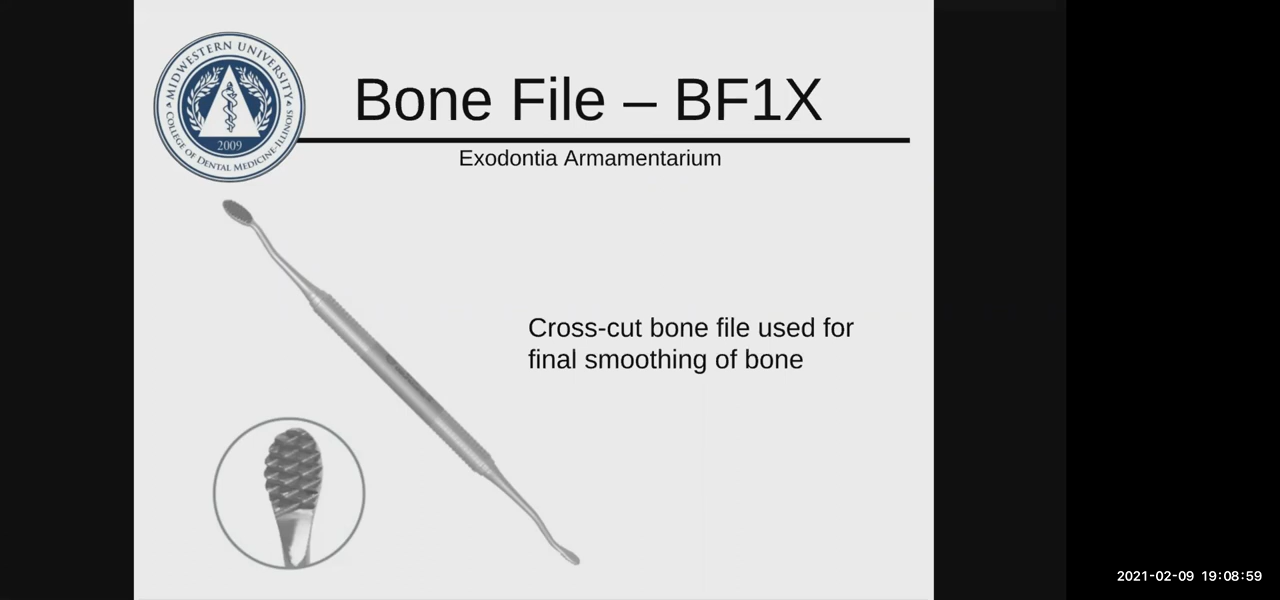 MIDWESTERN UNIVERSITY
COLLEGE OF DENTAL MEDICINE-ILLINOIS
2009
Bone File – BF1X
Exodontia Armamentarium
Cross-cut bone file used for
final smoothing of bone
2021-02-09 19:08:59